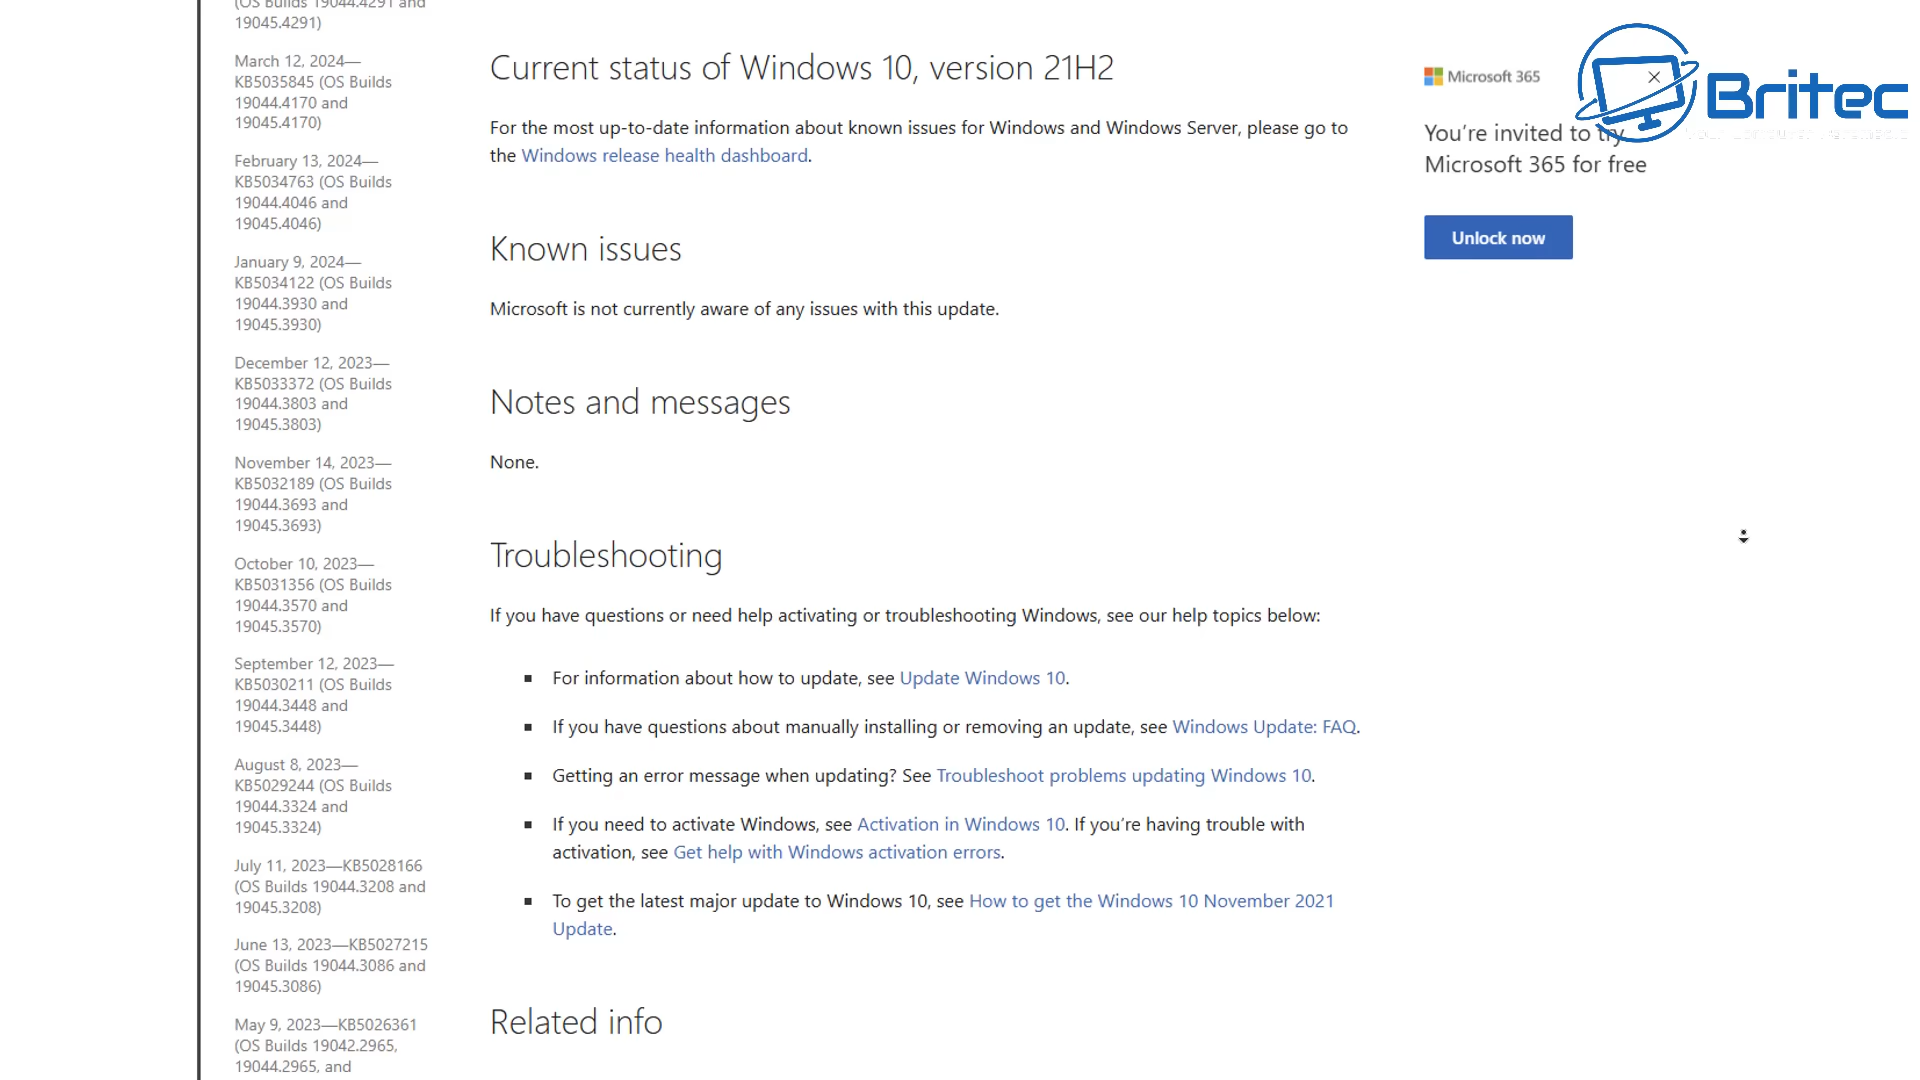 (OS Builds 19044.4291 and
19045.4291)
March 12, 2024—
KB5035845 (OS Builds
19044.4170 and
19045.4170)
February 13, 2024—
KB5034763 (OS Builds
19044.4046 and
19045.4046)
January 9, 2024—
KB5034122 (OS Builds
19044.3930 and
19045.3930)
December 12, 2023—
KB5033372 (OS Builds
19044.3803 and
19045.3803)
November 14, 2023—
KB5032189 (OS Builds
19044.3693 and
19045.3693)
October 10, 2023—
KB5031356 (OS Builds
19044.3570 and
19045.3570)
September 12, 2023—
KB5030211 (OS Builds
19044.3448 and
19045.3448)
August 8, 2023—
KB5029244 (OS Builds
19044.3324 and
19045.3324)
July 11, 2023—KB5028166
(OS Builds 19044.3208 and
19045.3208)
June 13, 2023—KB5027215
(OS Builds 19044.3086 and
19045.3086)
May 9, 2023—KB5026361
(OS Builds 19042.2965,
19044.2965, and
Current status of Windows 10, version 21H2
For the most up-to-date information about known issues for Windows and Windows Server, please go to
the Windows release health dashboard.
Known issues
Microsoft is not currently aware of any issues with this update.
Notes and messages
None.
Troubleshooting
If you have questions or need help activating or troubleshooting Windows, see our help topics below:
For information about how to update, see Update Windows 10.
If you have questions about manually installing or removing an update, see Windows Update: FAQ.
Getting an error message when updating? See Troubleshoot problems updating Windows 10.
If you need to activate Windows, see Activation in Windows 10. If you’re having trouble with
activation, see Get help with Windows activation errors.
To get the latest major update to Windows 10, see How to get the Windows 10 November 2021
Update.
Related info
Microsoft 365
You’re invited to try
Microsoft 365 for free
Unlock now
Britec